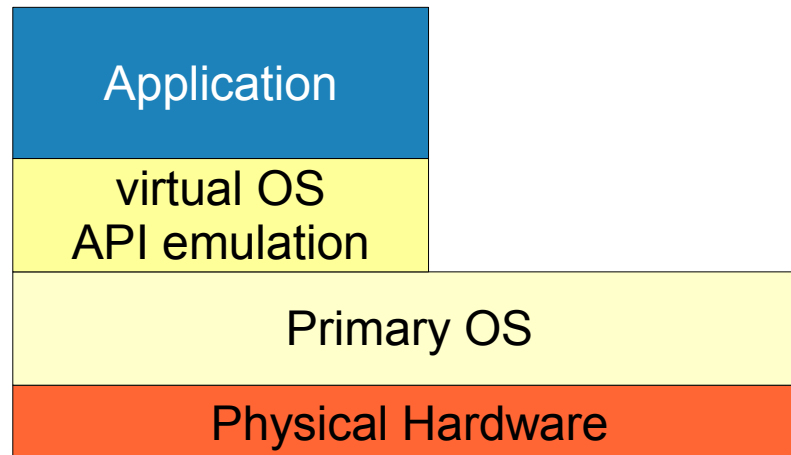 Application
virtual OS
API emulation
Primary OS
Physical Hardware